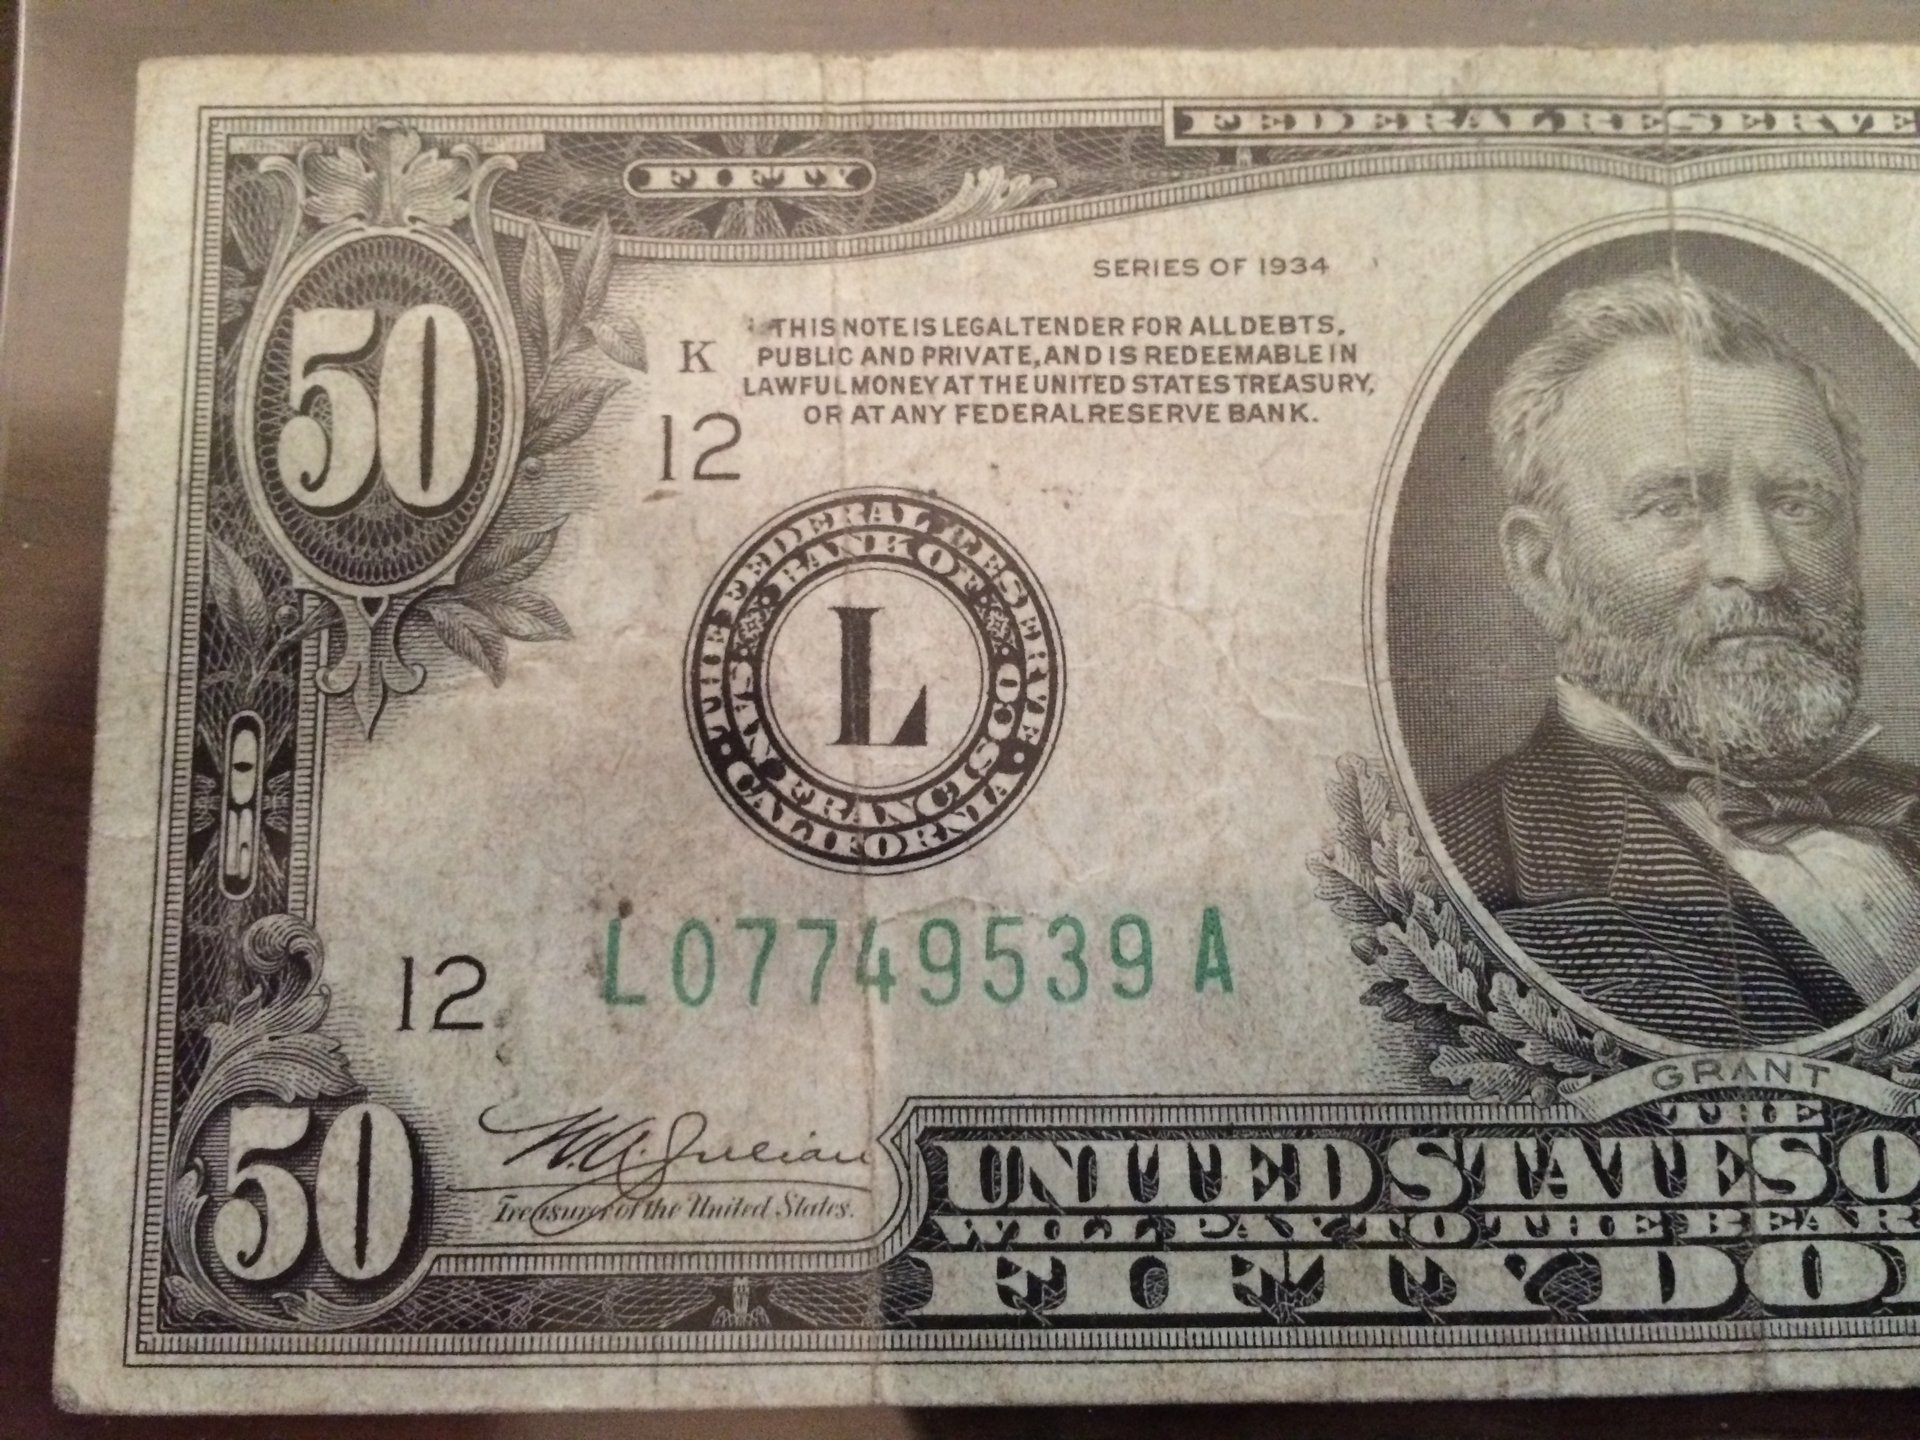 FEDERAL RESERVE
FIFTY
SERIES OF 1934
50
K
THIS NOTE IS LEGAL TENDER FOR ALL DEBTS,
PUBLIC AND PRIVATE, AND IS REDEEMABLE IN
LAWFUL MONEY AT THE UNITED STATES TREASURY,
OR AT ANY FEDERAL RESERVE BANK.
12
THE FEDERAL RESERVE
BANK OF
L
SAN FRANCISCO
CALIFORNIA
50
L07749539A
12
GRANT
50
W. A. Julian
Treasurer of the United States.
THE
UNITED STATES O
WILL PAY TO THE BEAR
FIFTY DO